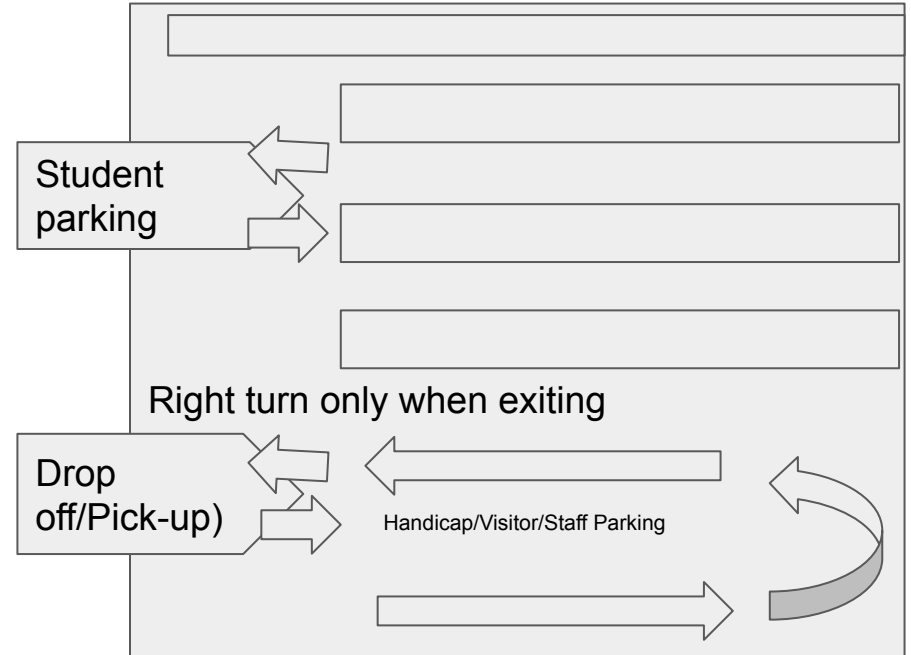 Student
parking
Right turn only when exiting
Drop
off/Pick-up)
Handicap/Visitor/Staff Parking